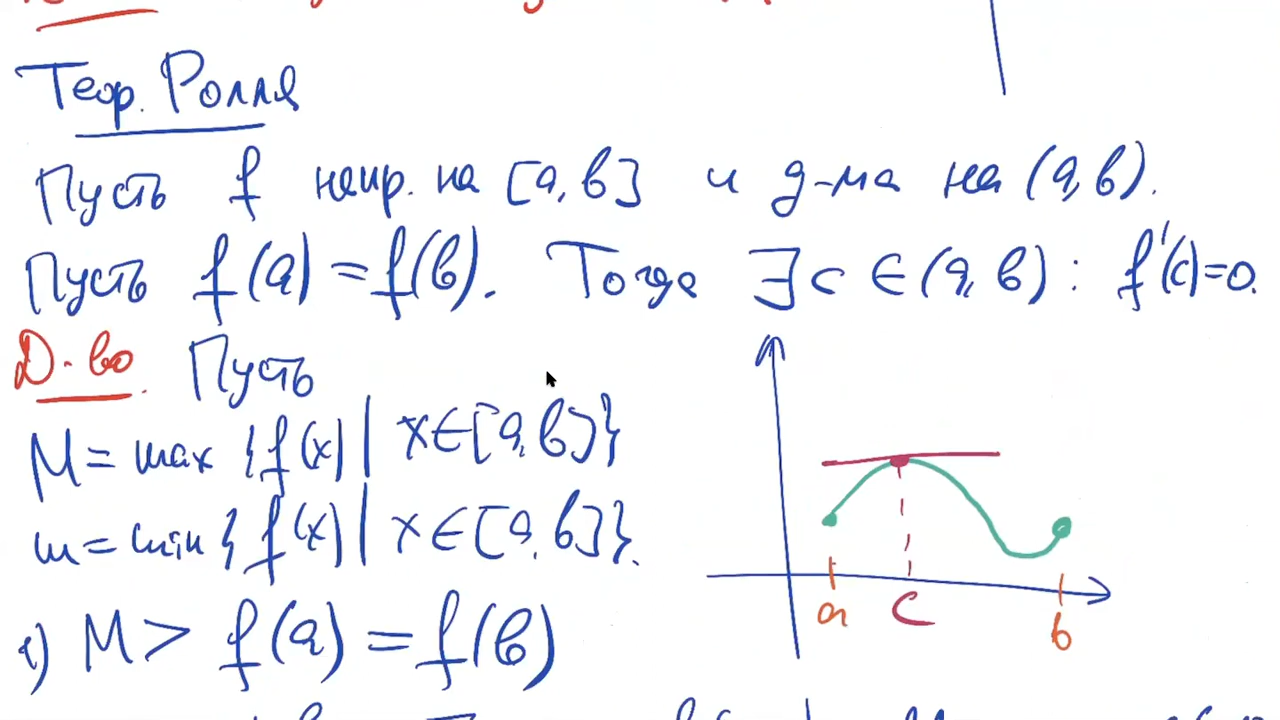 Теор. Ролля
Пусть f непр. на [a, b] и д-ма на (a, b).
Пусть f(a) = f(b). Тогда ∃ c ∈ (a, b) : f'(c)=0.
Д-во. Пусть
M = max {f(x) | x∈[a, b]}
m = min {f(x) | x∈[a, b]}.
1) M > f(a) = f(b)
a
c
b